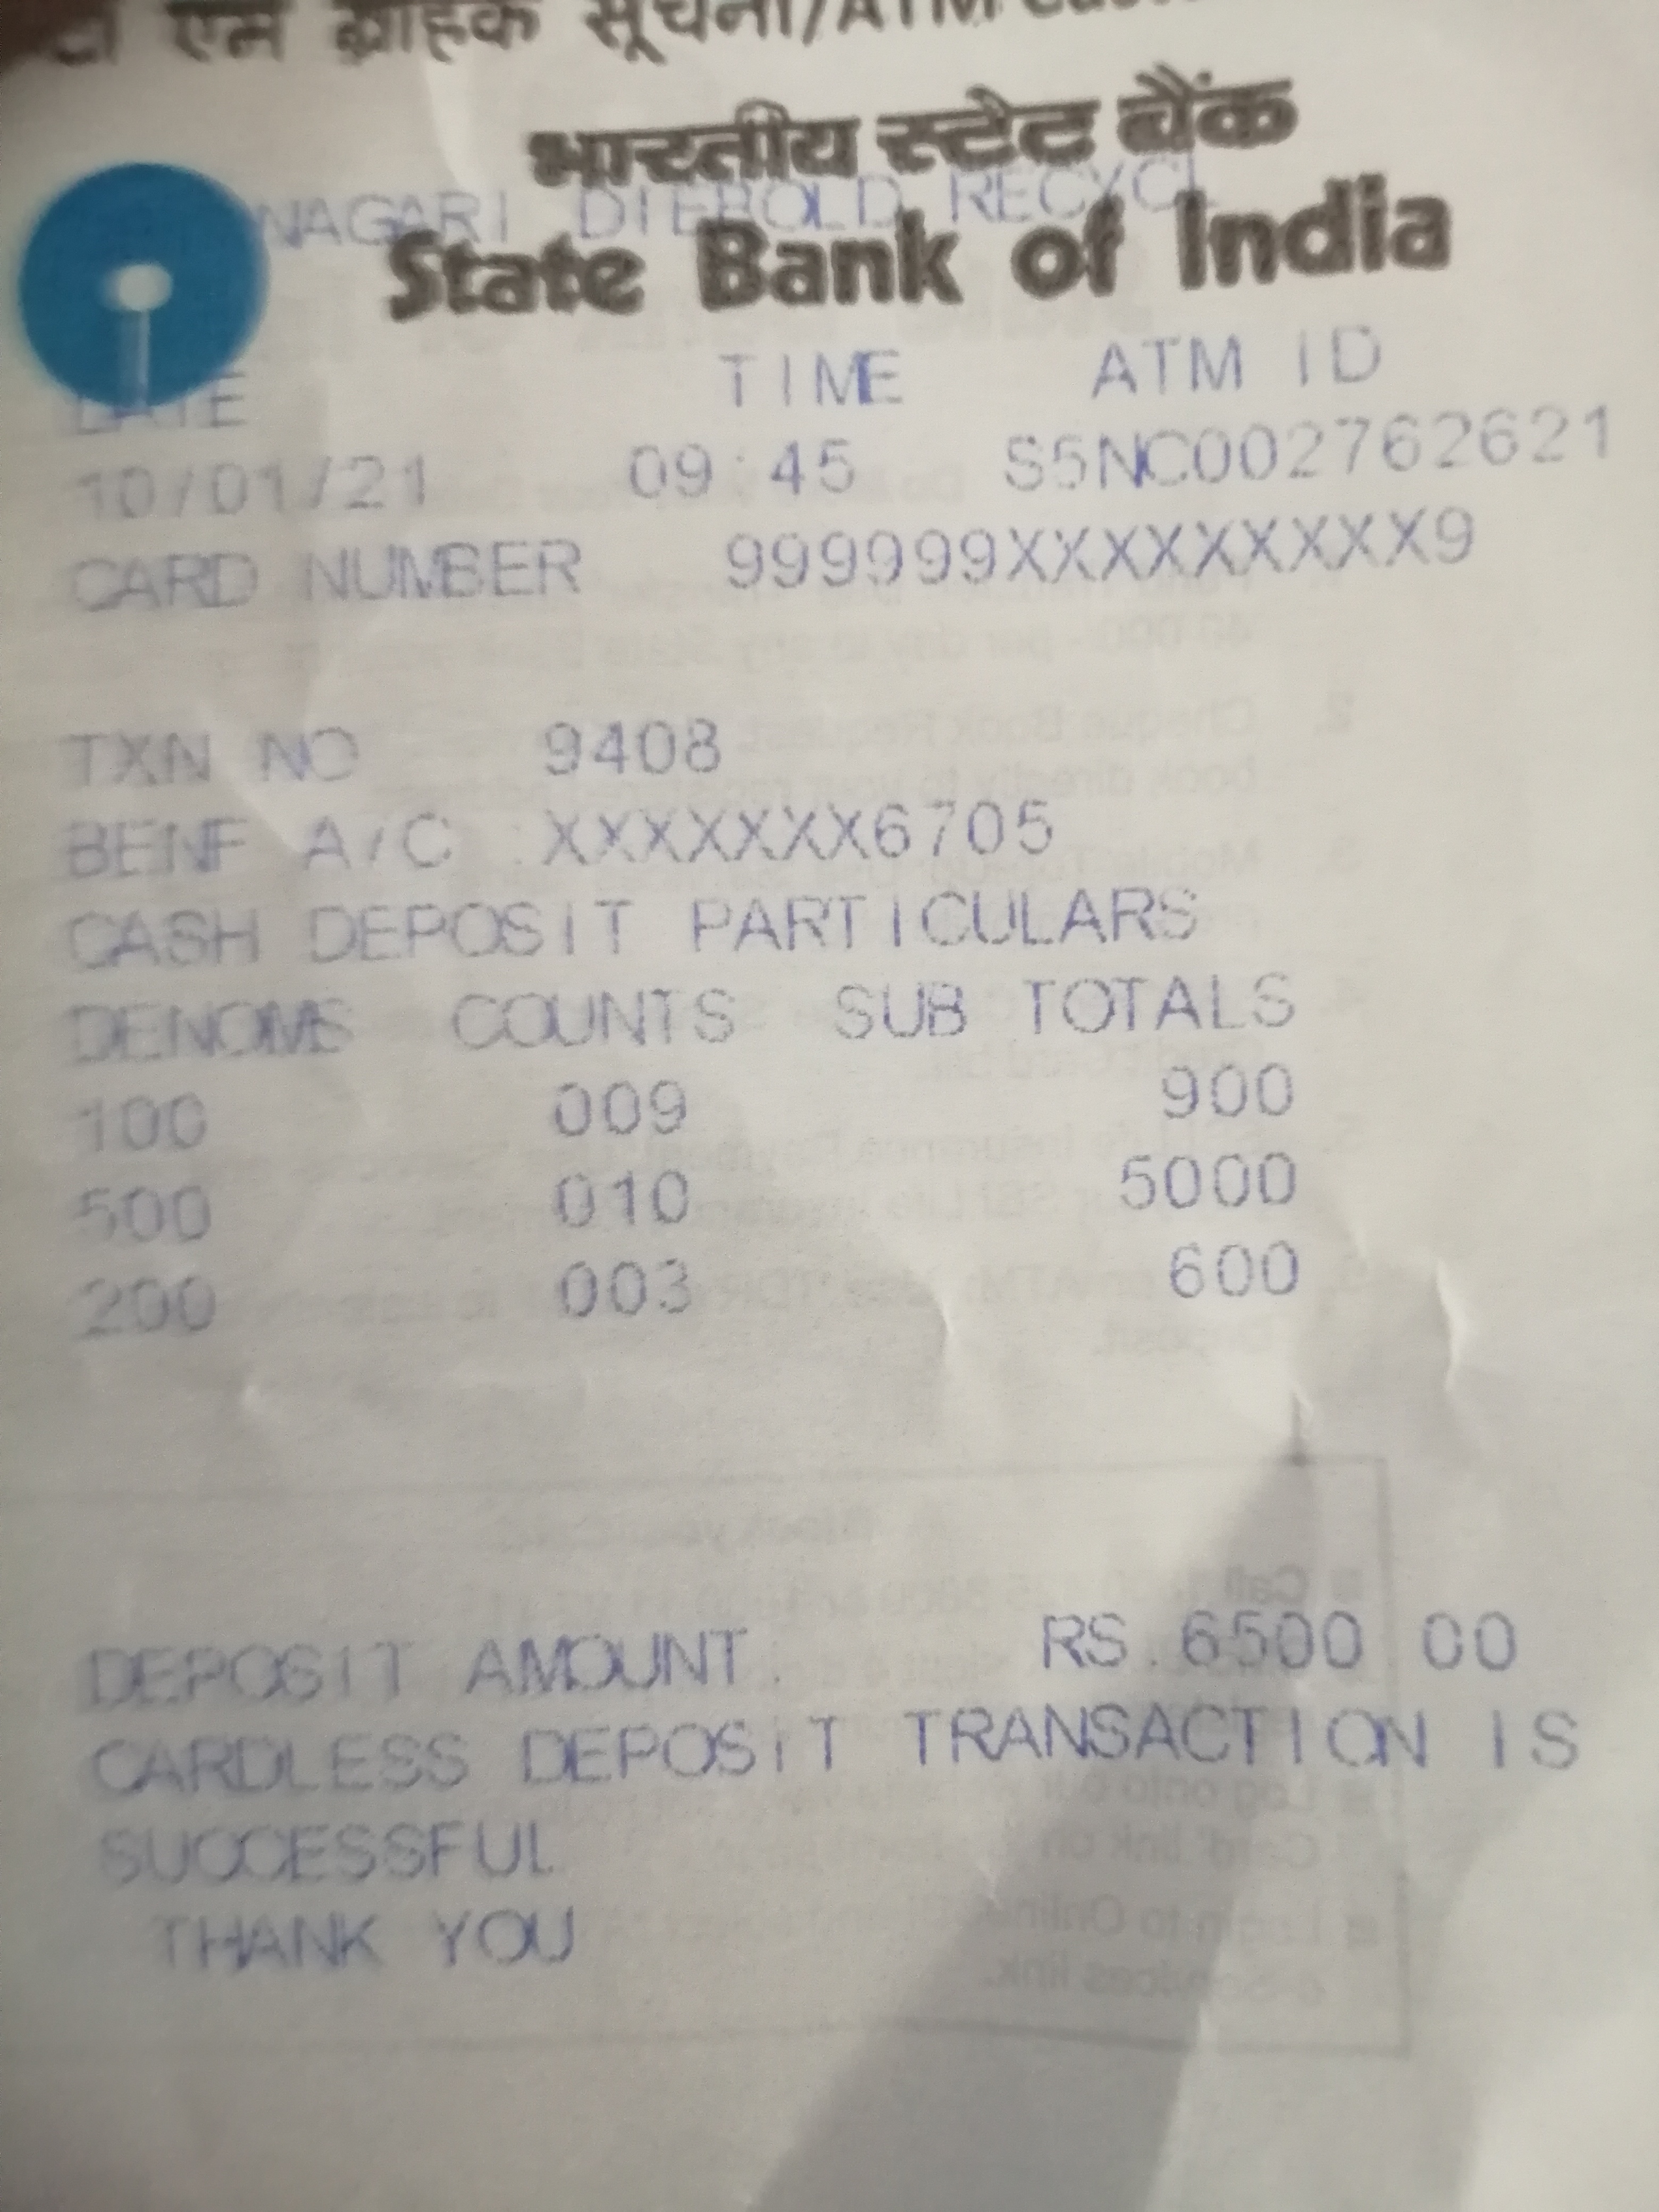 एल ग्राहक सूचना/ATM
भारतीय स्टेट बैंक
NAGARI DIEBOLD RECYCL
State Bank of India
DATE TIME ATM ID
10/01/21 09:45 S5NC002762621
CARD NUMBER 999999XXXXXXXXX9
TXN NO 9408
BENF A/C :XXXXXXX6705
CASH DEPOSIT PARTICULARS
DENOMS COUNTS SUB TOTALS
100 009 900
500 010 5000
200 003 600
DEPOSIT AMOUNT. RS.6500 00
CARDLESS DEPOSIT TRANSACTION IS
SUCCESSFUL
THANK YOU